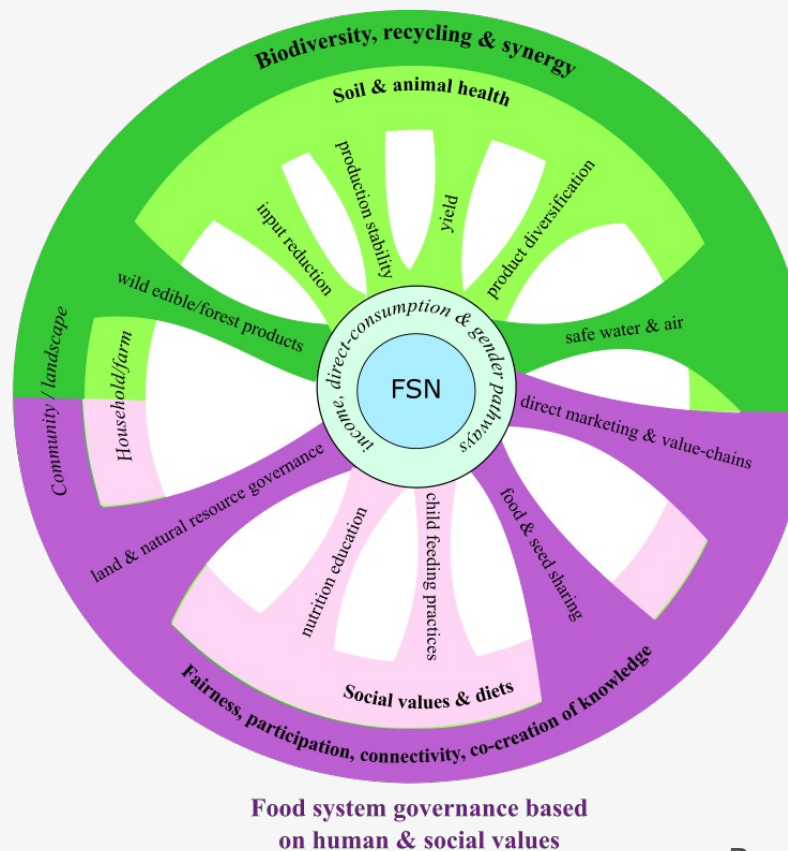 Biodiversity, recycling & synergy
Soil & animal health
input reduction
production stability
yield
product diversification
wild edible/forest products
safe water & air
Community / landscape
Household/farm
income, direct-consumption & gender pathways
FSN
direct marketing & value-chains
land & natural resource governance
nutrition education
child feeding practices
food & seed sharing
Social values & diets
Fairness, participation, connectivity, co-creation of knowledge
Food system governance based
on human & social values